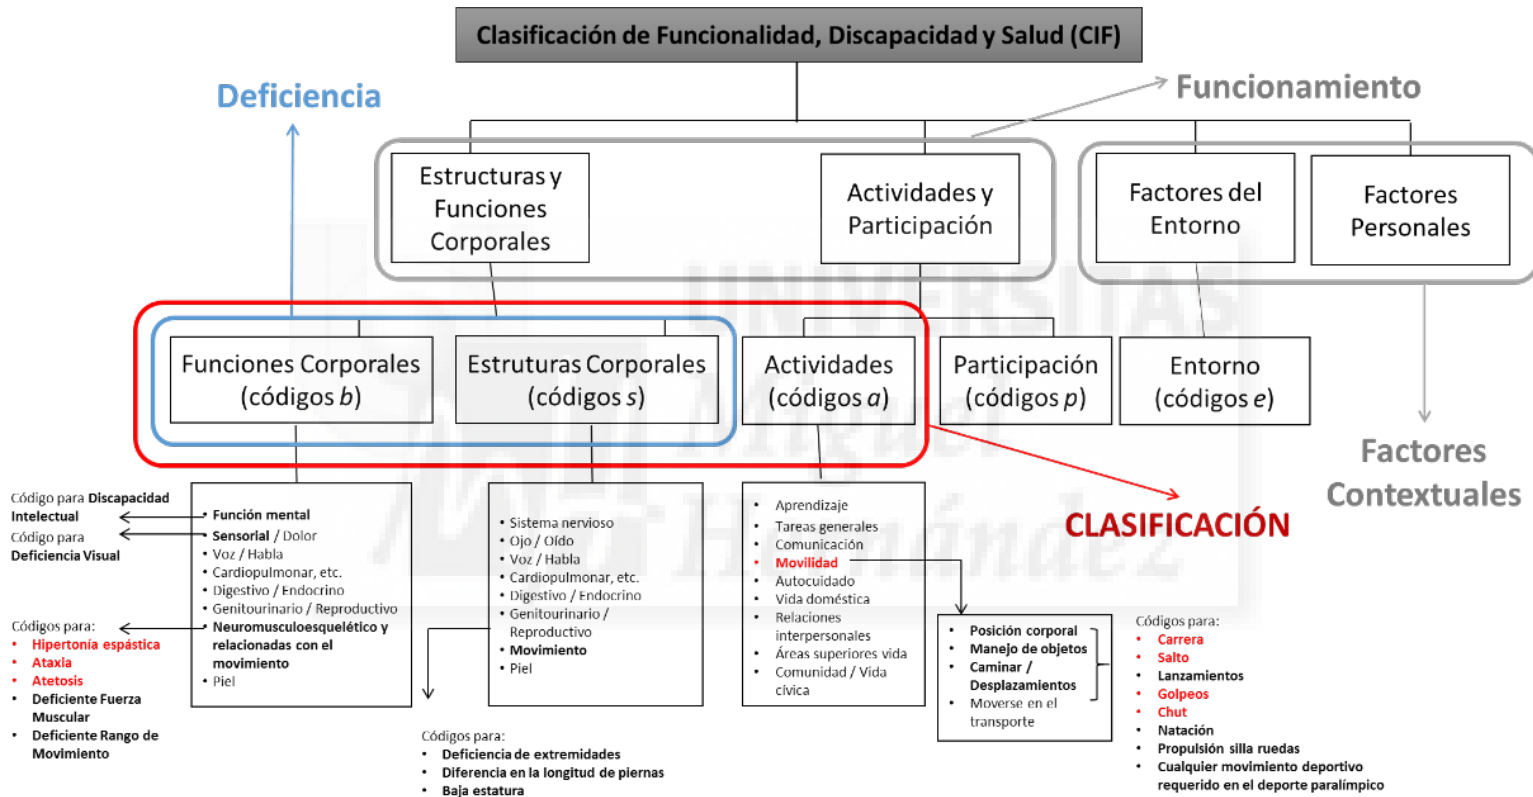 Clasificación de Funcionalidad, Discapacidad y Salud (CIF)
Deficiencia
Funcionamiento
Estructuras y
Funciones
Corporales
Actividades y
Participación
Factores del
Entorno
Factores
Personales
Funciones Corporales
(códigos b)
Estruturas Corporales
(códigos s)
Actividades
(códigos a)
Participación
(códigos p)
Entorno
(códigos e)
Factores
Contextuales
CLASIFICACIÓN
Código para Discapacidad
Intelectual
Código para
Deficiencia Visual
• Función mental
• Sensorial / Dolor
• Voz / Habla
• Cardiopulmonar, etc.
• Digestivo / Endocrino
• Genitourinario / Reproductivo
• Neuromusculoesquelético y
relacionadas con el
movimiento
• Piel
Códigos para:
• Hipertonía espástica
• Ataxia
• Atetosis
• Deficiente Fuerza
Muscular
• Deficiente Rango de
Movimiento
• Sistema nervioso
• Ojo / Oído
• Voz / Habla
• Cardiopulmonar, etc.
• Digestivo / Endocrino
• Genitourinario /
Reproductivo
• Movimiento
• Piel
Códigos para:
• Deficiencia de extremidades
• Diferencia en la longitud de piernas
• Baja estatura
• Aprendizaje
• Tareas generales
• Comunicación
• Movilidad
• Autocuidado
• Vida doméstica
• Relaciones
interpersonales
• Áreas superiores vida
• Comunidad / Vida
cívica
• Posición corporal
• Manejo de objetos
• Caminar /
Desplazamientos
• Moverse en el
transporte
Códigos para:
• Carrera
• Salto
• Lanzamientos
• Golpeos
• Chut
• Natación
• Propulsión silla ruedas
• Cualquier movimiento deportivo
requerido en el deporte paralímpico
UNIVERSITAS
Miguel
Hernández